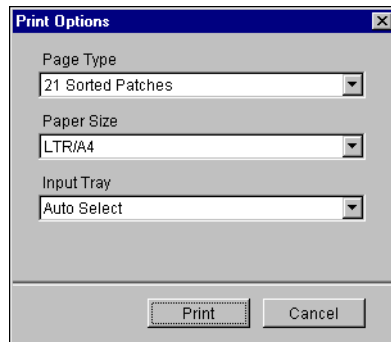 Print Options
Page Type
21 Sorted Patches
Paper Size
LTR/A4
Input Tray
Auto Select
Print Cancel